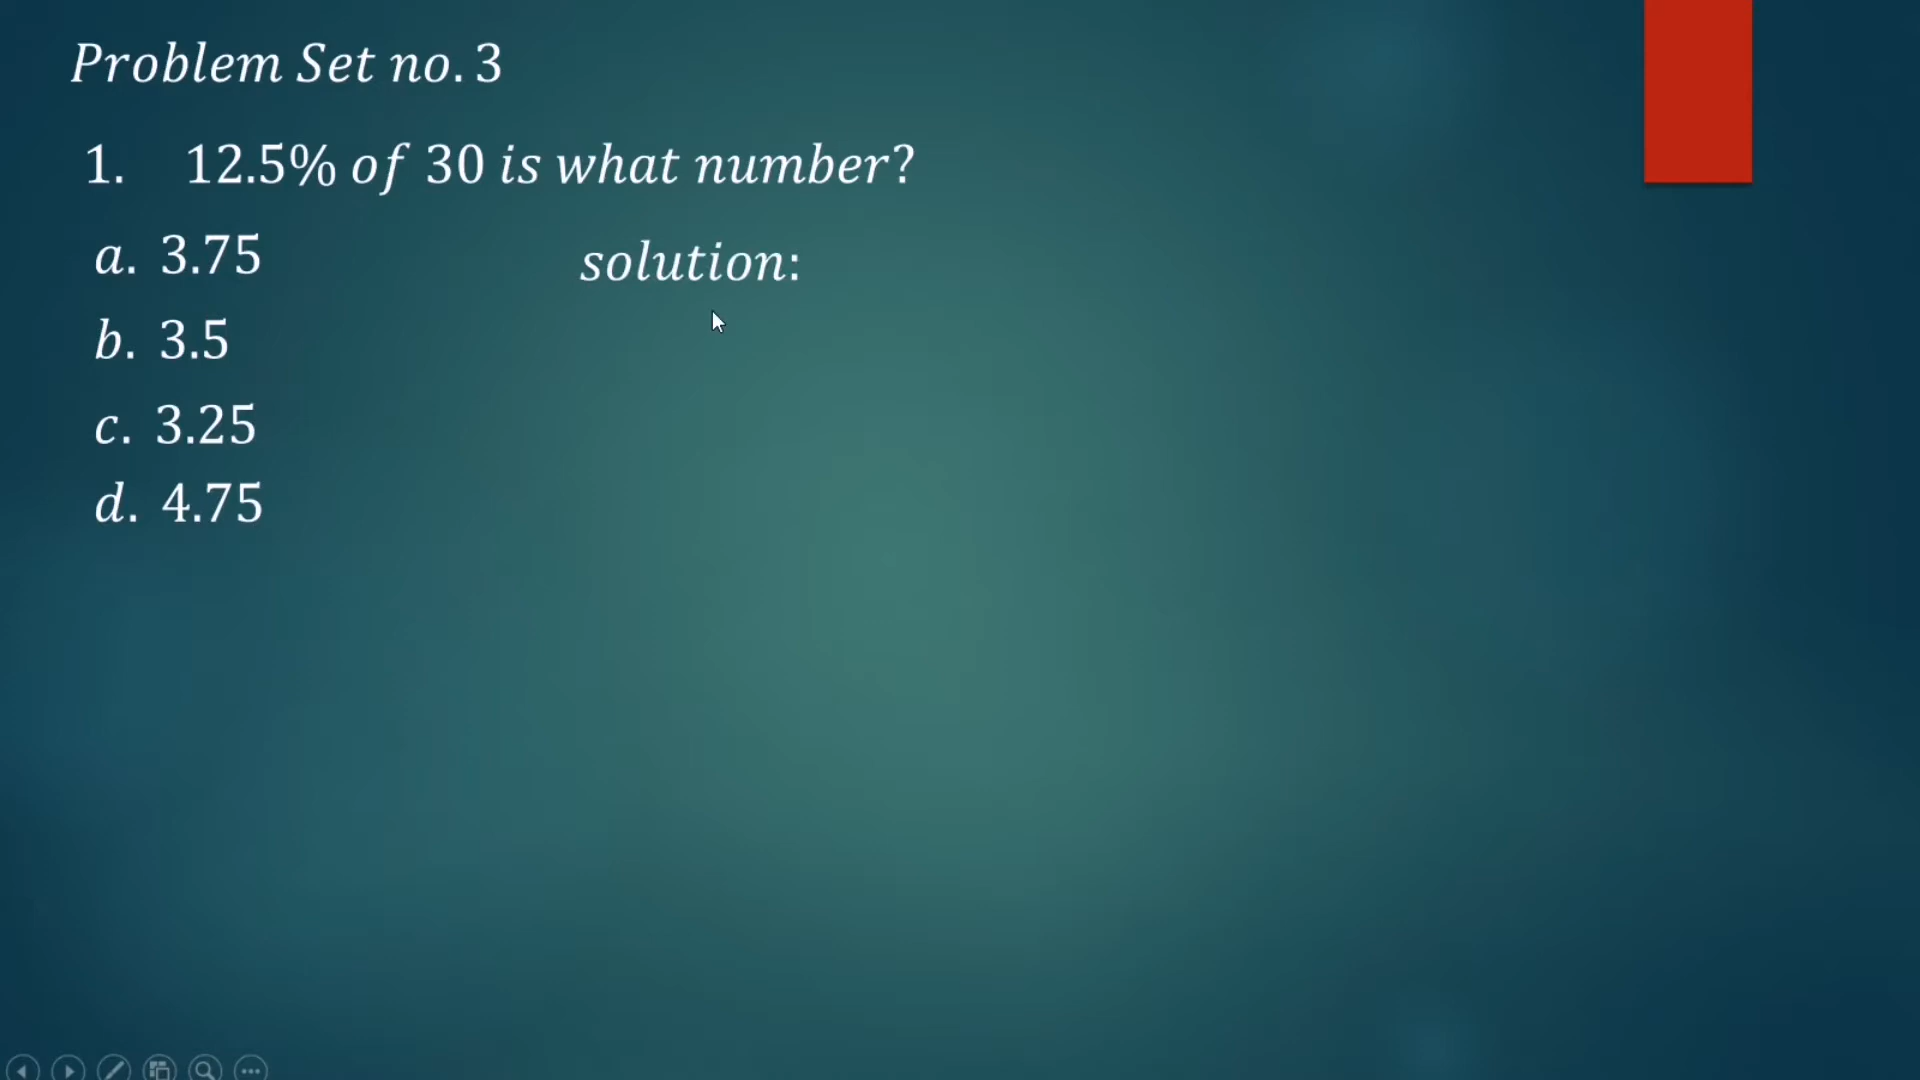 Problem Set no. 3
1. 12.5% of 30 is what number?
a. 3.75
solution:
b. 3.5
c. 3.25
d. 4.75